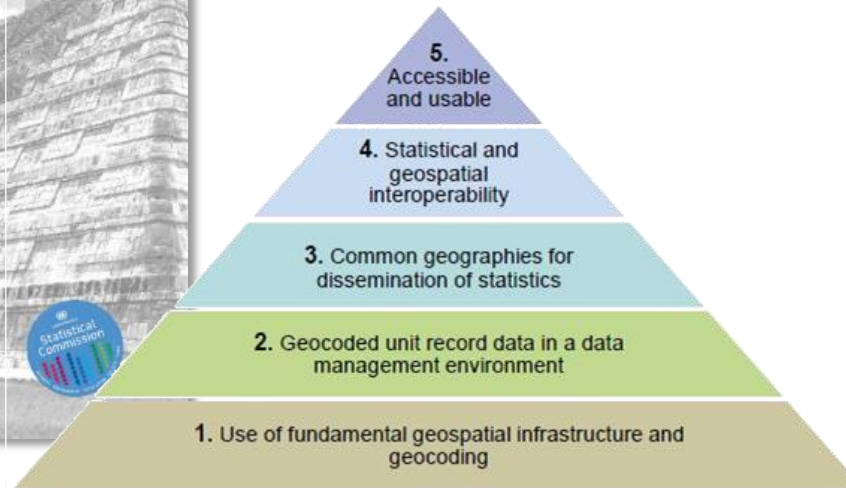 5.
Accessible
and usable
4. Statistical and
geospatial
interoperability
3. Common geographies for
dissemination of statistics
Statistical
Commission
2. Geocoded unit record data in a data
management environment
1. Use of fundamental geospatial infrastructure and
geocoding